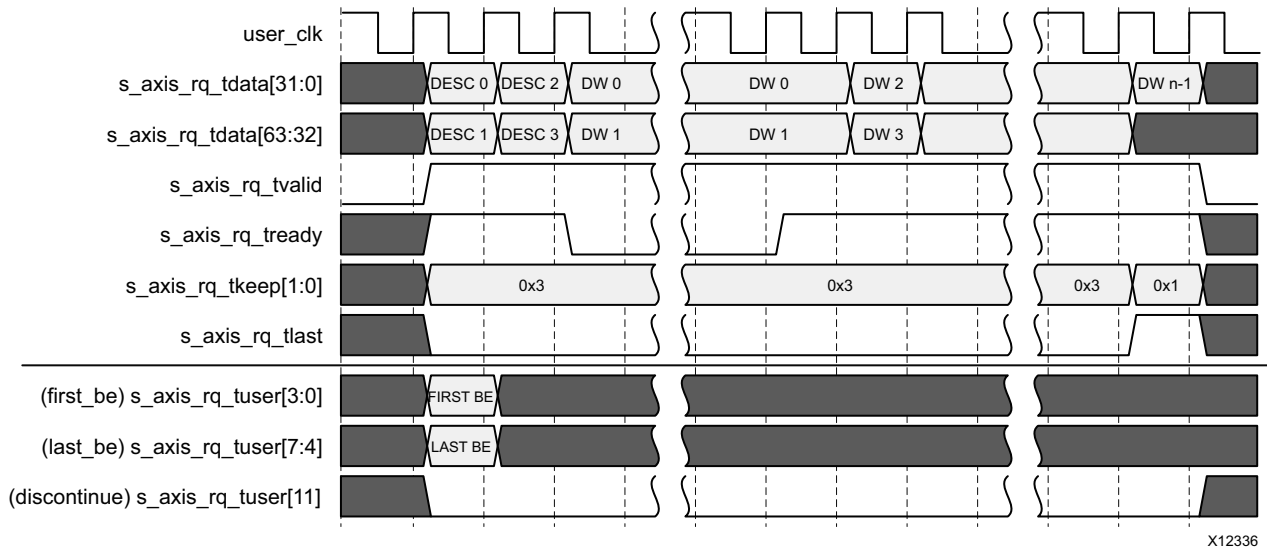 user_clk
s_axis_rq_tdata[31:0] DESC 0 DESC 2 DW 0 DW 0 DW 2 DW n-1
s_axis_rq_tdata[63:32] DESC 1 DESC 3 DW 1 DW 1 DW 3
s_axis_rq_tvalid
s_axis_rq_tready
s_axis_rq_tkeep[1:0] 0x3 0x3 0x3 0x1
s_axis_rq_tlast
(first_be) s_axis_rq_tuser[3:0] FIRST BE
(last_be) s_axis_rq_tuser[7:4] LAST BE
(discontinue) s_axis_rq_tuser[11]
X12336